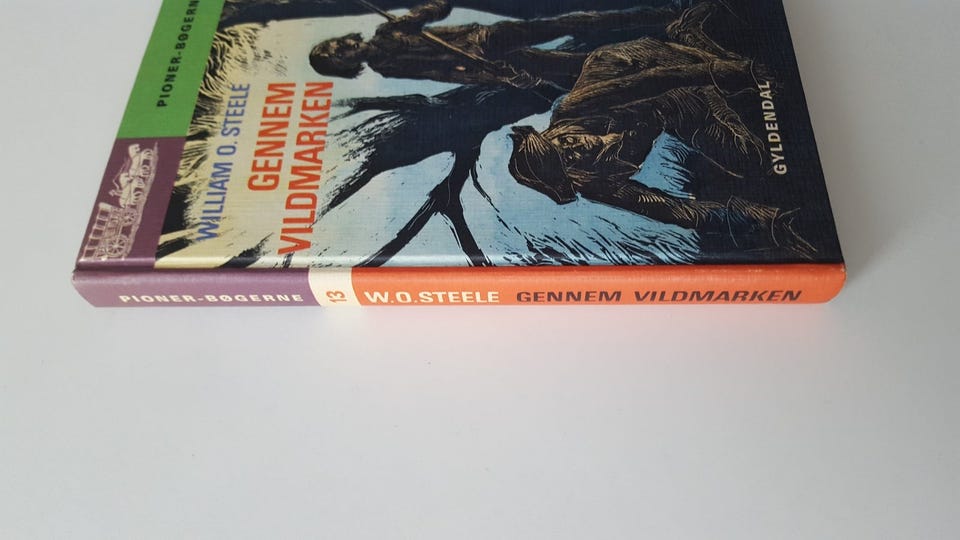 PIONER-BØGERNE
WILLIAM O. STEELE
GENNEM
VILDMARKEN
GYLDENDAL
PIONER-BØGERNE 13 W.O.STEELE GENNEM VILDMARKEN